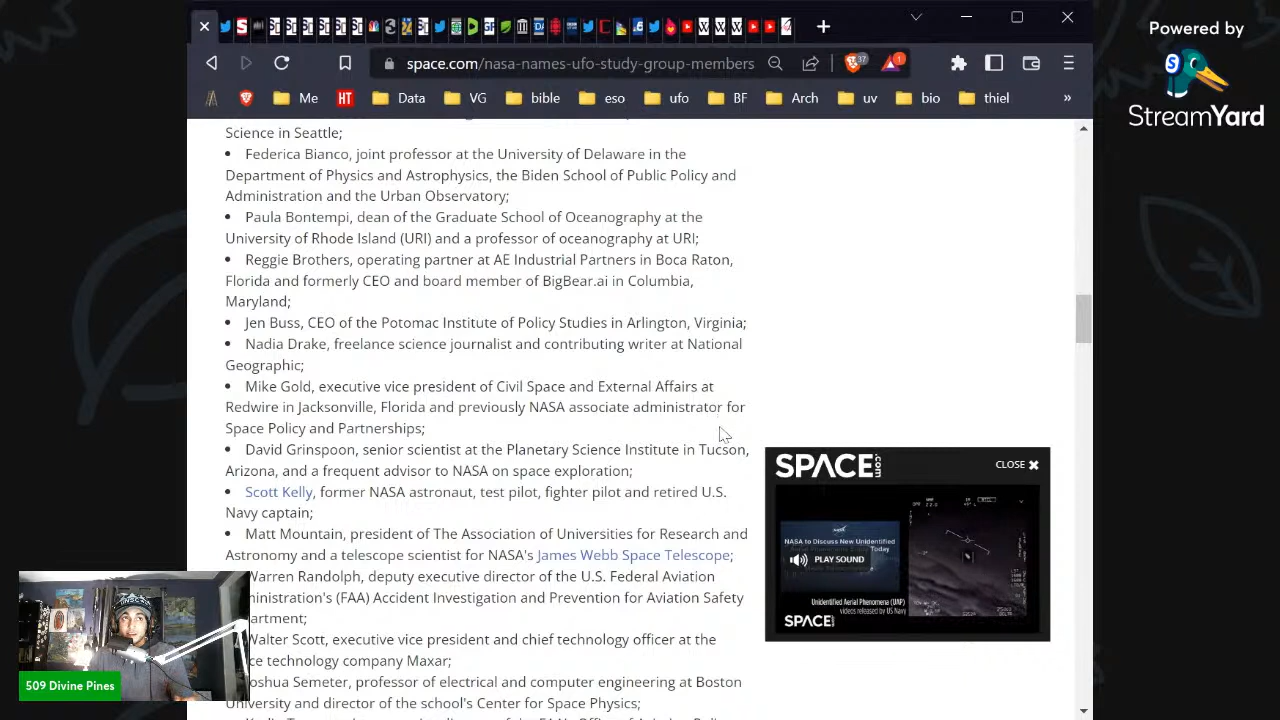 Powered by
S
StreamYard
space.com/nasa-names-ufo-study-group-members
37
1
Me
HT
Data
VG
bible
eso
ufo
BF
Arch
uv
bio
thiel
»
Science in Seattle;
• Federica Bianco, joint professor at the University of Delaware in the
Department of Physics and Astrophysics, the Biden School of Public Policy and
Administration and the Urban Observatory;
• Paula Bontempi, dean of the Graduate School of Oceanography at the
University of Rhode Island (URI) and a professor of oceanography at URI;
• Reggie Brothers, operating partner at AE Industrial Partners in Boca Raton,
Florida and formerly CEO and board member of BigBear.ai in Columbia,
Maryland;
• Jen Buss, CEO of the Potomac Institute of Policy Studies in Arlington, Virginia;
• Nadia Drake, freelance science journalist and contributing writer at National
Geographic;
• Mike Gold, executive vice president of Civil Space and External Affairs at
Redwire in Jacksonville, Florida and previously NASA associate administrator for
Space Policy and Partnerships;
• David Grinspoon, senior scientist at the Planetary Science Institute in Tucson,
Arizona, and a frequent advisor to NASA on space exploration;
• Scott Kelly, former NASA astronaut, test pilot, fighter pilot and retired U.S.
Navy captain;
• Matt Mountain, president of The Association of Universities for Research and
Astronomy and a telescope scientist for NASA's James Webb Space Telescope;
Warren Randolph, deputy executive director of the U.S. Federal Aviation
ministration's (FAA) Accident Investigation and Prevention for Aviation Safety
artment;
Walter Scott, executive vice president and chief technology officer at the
ce technology company Maxar;
oshua Semeter, professor of electrical and computer engineering at Boston
University and director of the school's Center for Space Physics;
SPACE.com
CLOSE ✖
NASA to Discuss New Unidentified
Today
PLAY SOUND
Unidentified Aerial Phenomena (UAP)
videos released by US Navy
SPACE
509 Divine Pines